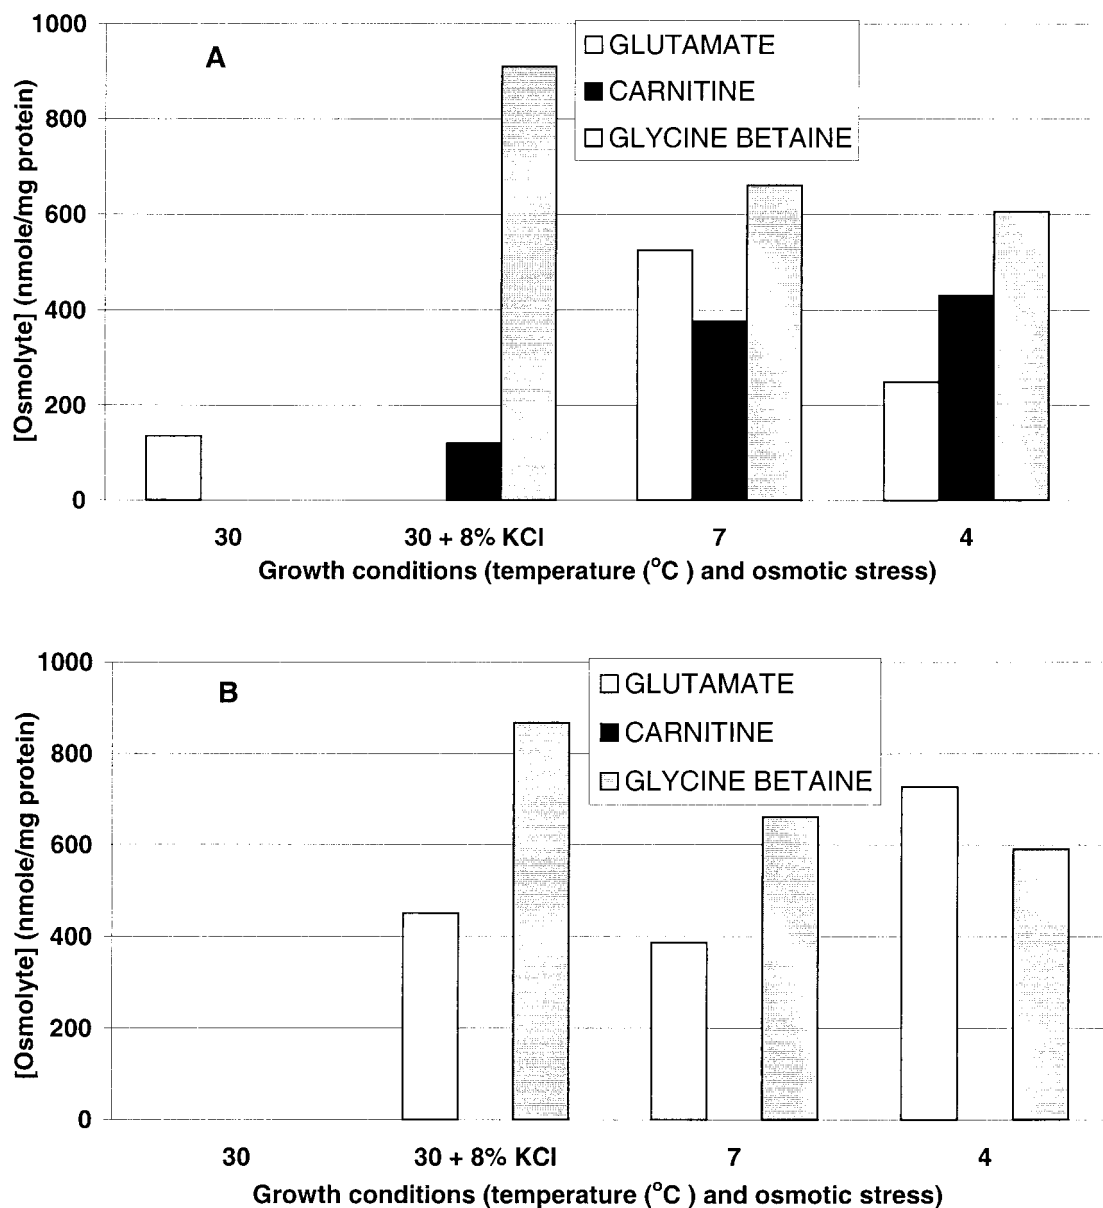 1000
A
GLUTAMATE
CARNITINE
GLYCINE BETAINE
800
600
400
200
0
[Osmolyte] (nmole/mg protein)
30
30 + 8% KCl
7
4
Growth conditions (temperature (°C ) and osmotic stress)
1000
B
GLUTAMATE
CARNITINE
GLYCINE BETAINE
800
600
400
200
0
[Osmolyte] (nmole/mg protein)
30
30 + 8% KCl
7
4
Growth conditions (temperature (°C ) and osmotic stress)